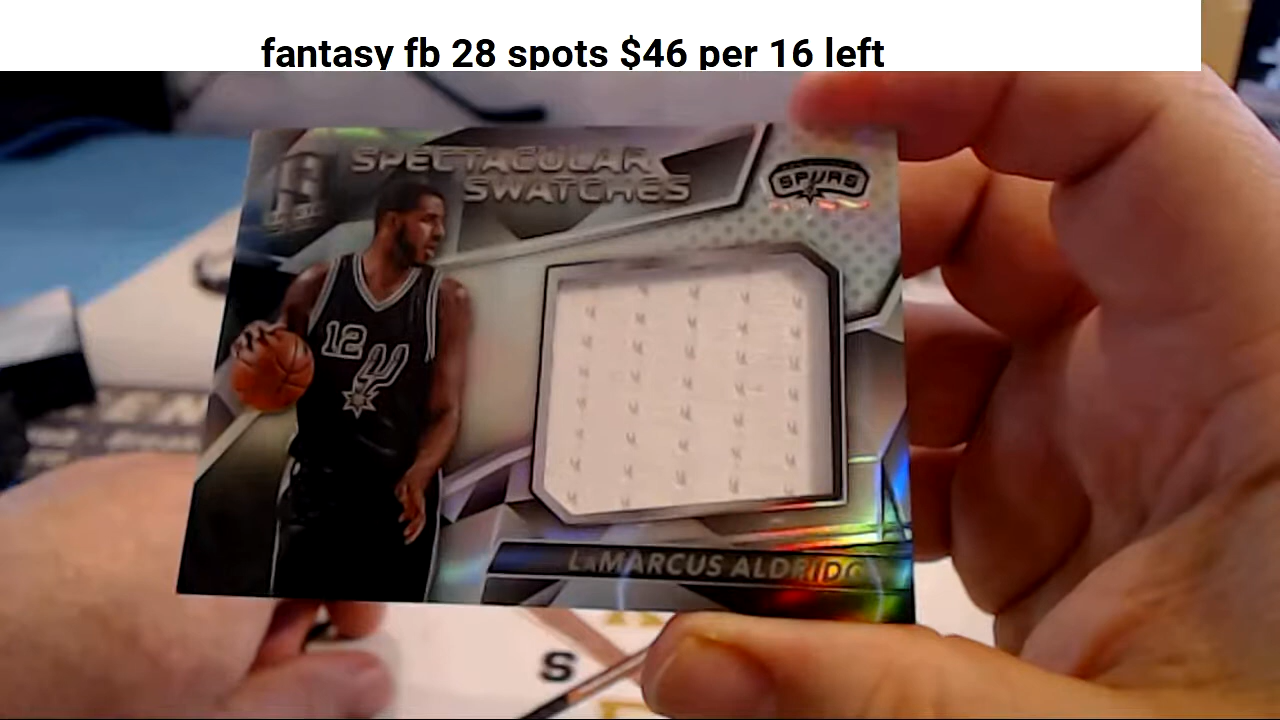 fantasy fb 28 spots $46 per 16 left
SPECTACULAR
SWATCHES
SPURS
12
LaMARCUS ALDRIDG
S